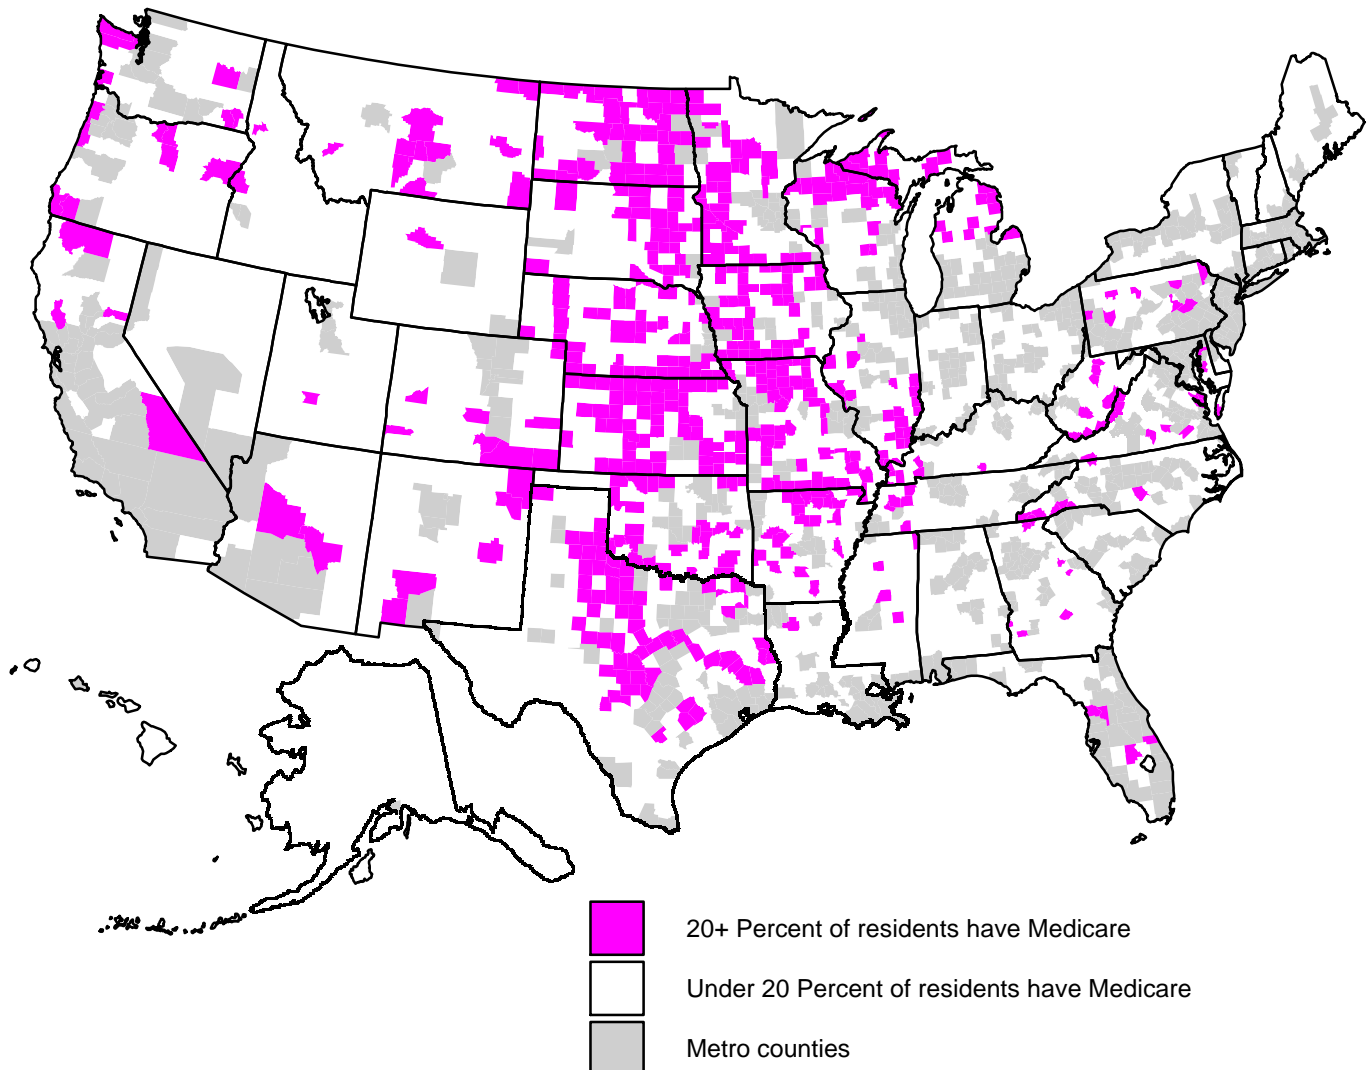 20+ Percent of residents have Medicare
Under 20 Percent of residents have Medicare
Metro counties